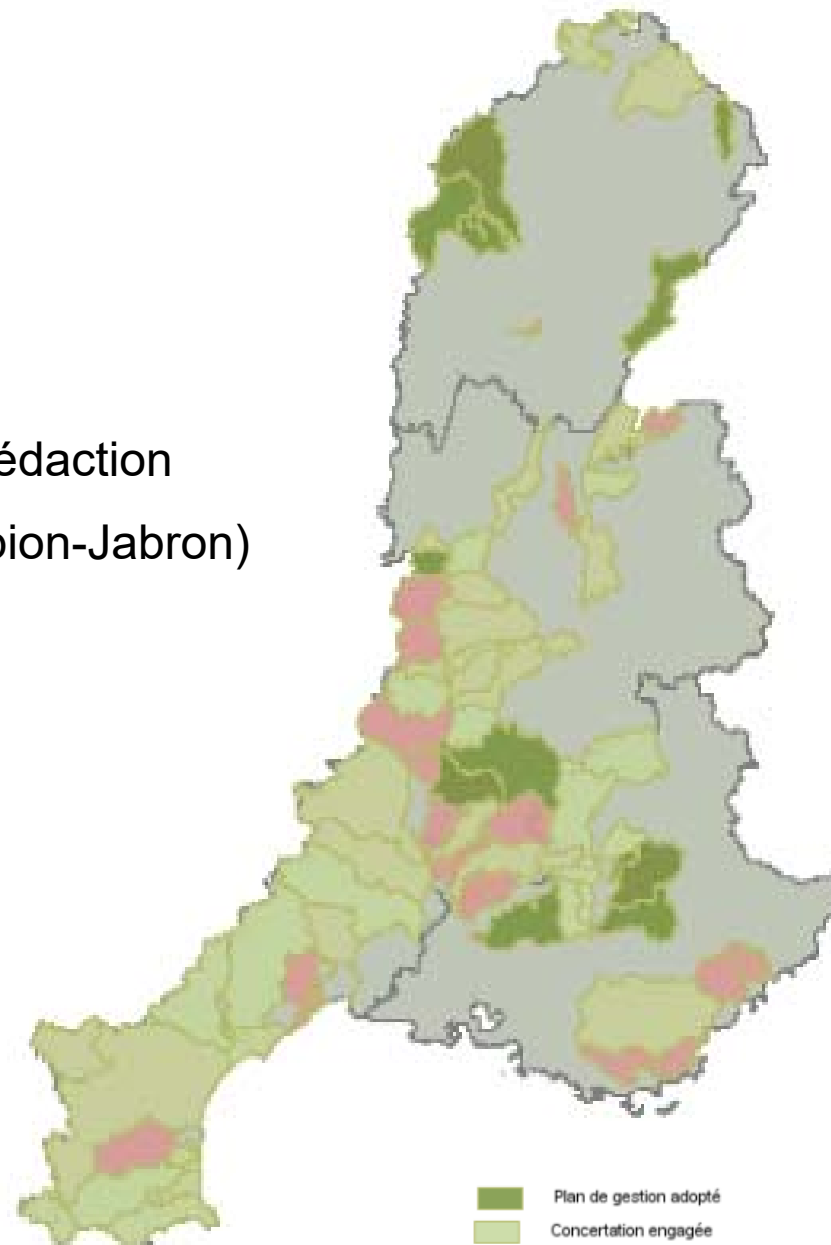 édaction
pion-Jabron)
Plan de gestion adopté
Concertation engagée